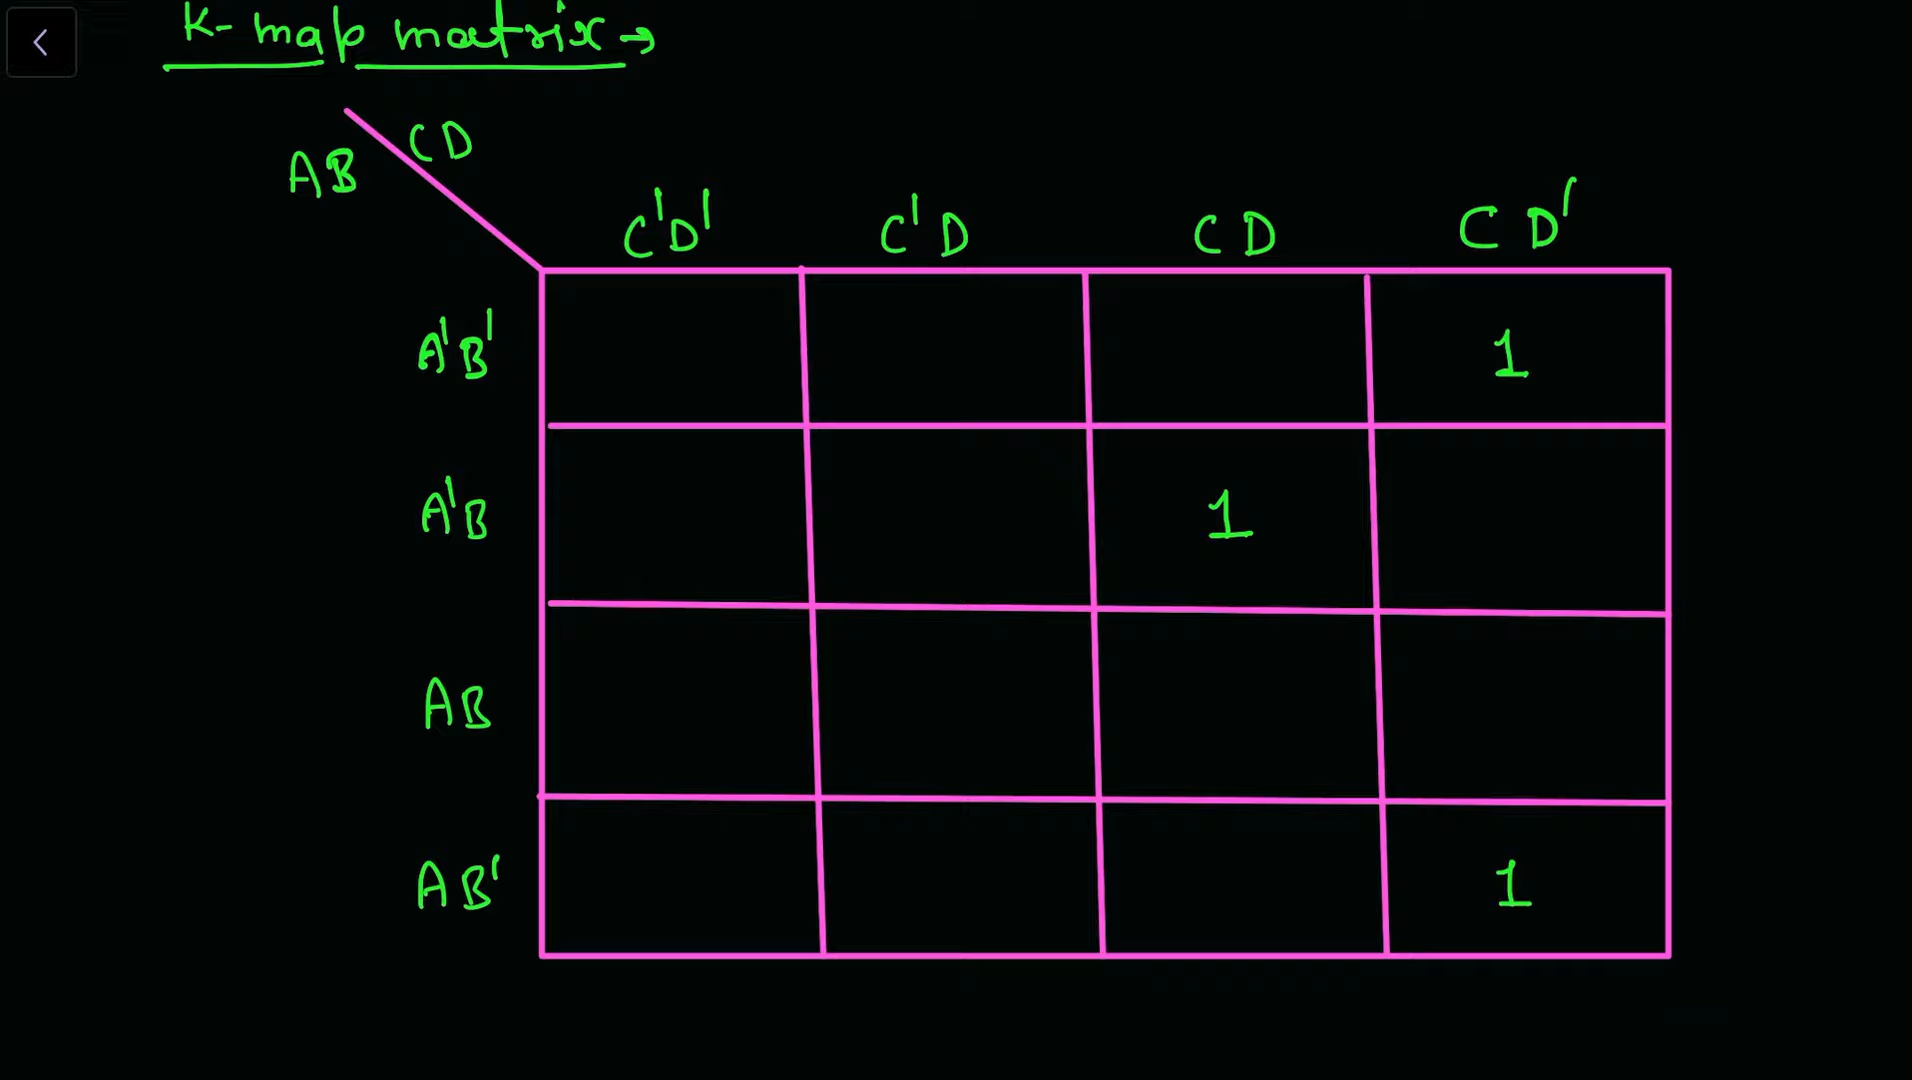 K-map matrix →
CD
AB
C'D' C'D CD CD'
A'B' 1
A'B 1
AB
AB' 1